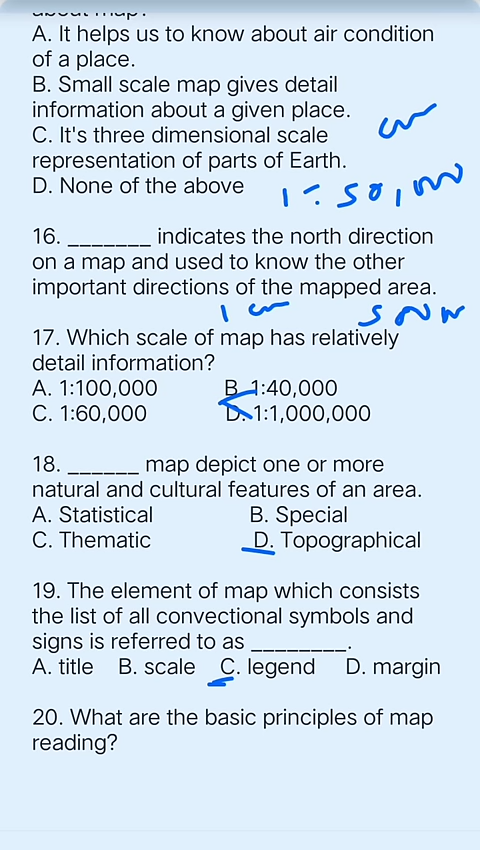 about map?
A. It helps us to know about air condition
of a place.
B. Small scale map gives detail
information about a given place.
C. It's three dimensional scale
representation of parts of Earth.
D. None of the above
16. _______ indicates the north direction
on a map and used to know the other
important directions of the mapped area.
17. Which scale of map has relatively
detail information?
A. 1:100,000 B. 1:40,000
C. 1:60,000 D. 1:1,000,000
18. ______ map depict one or more
natural and cultural features of an area.
A. Statistical B. Special
C. Thematic D. Topographical
19. The element of map which consists
the list of all convectional symbols and
signs is referred to as ________.
A. title B. scale C. legend D. margin
20. What are the basic principles of map
reading?